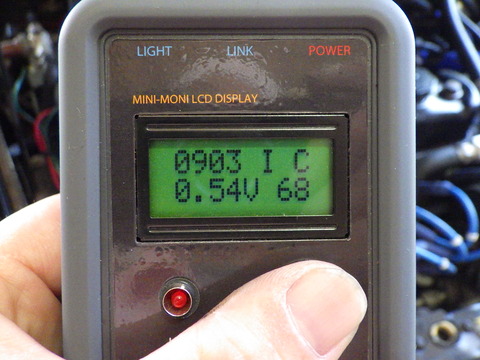 LIGHT LINK POWER
MINI-MONI LCD DISPLAY
0903 I C
0.54V 68